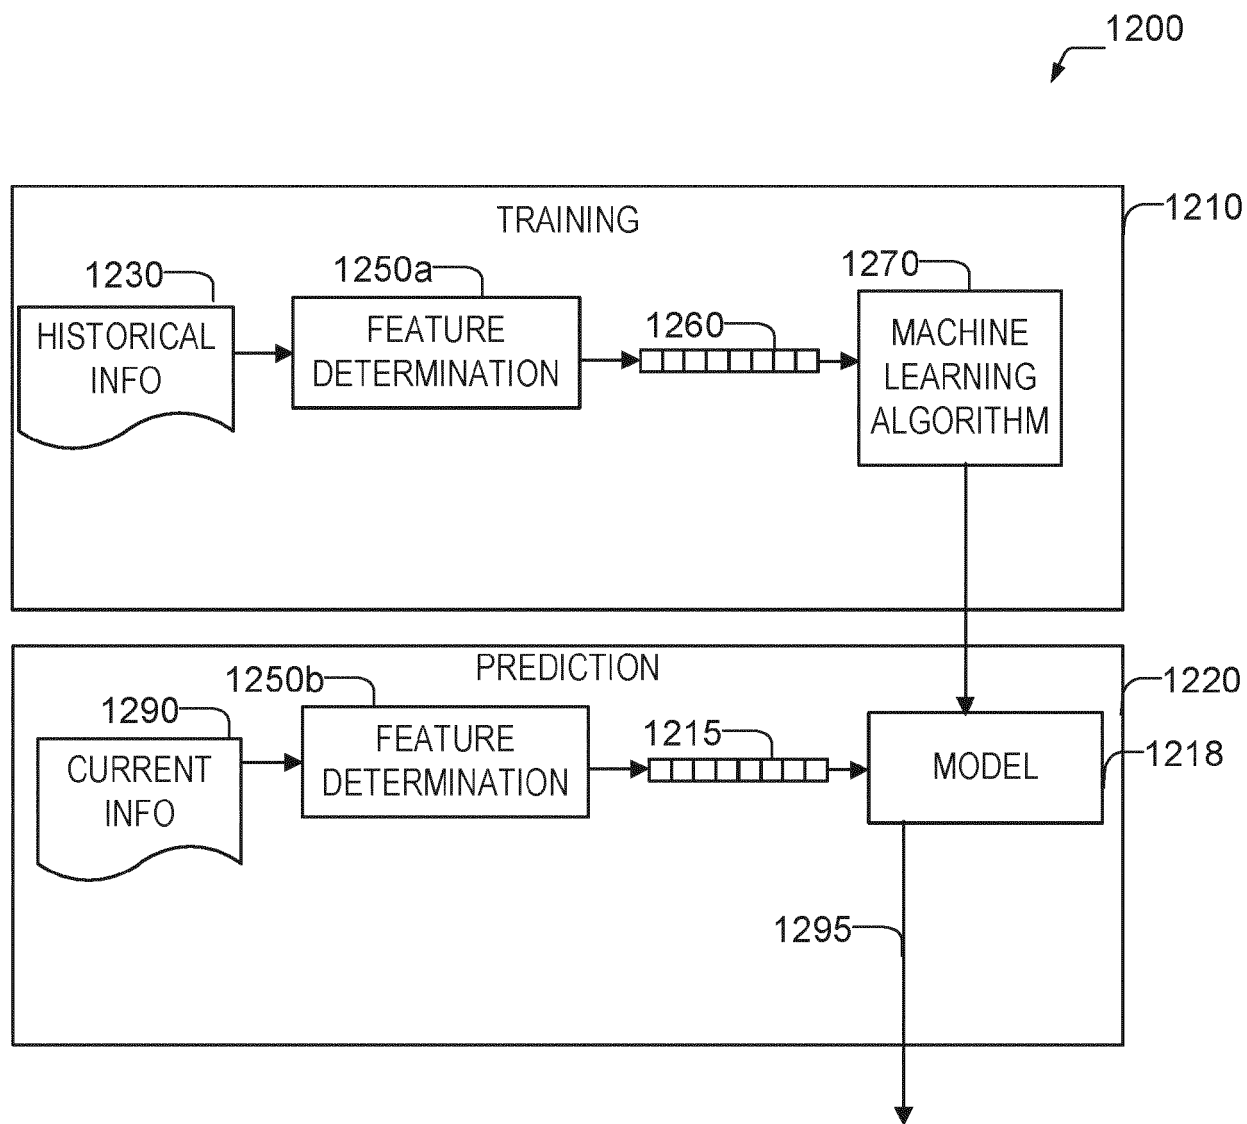 1200
TRAINING
1210
1230
1250a
1270
HISTORICAL
INFO
FEATURE
DETERMINATION
1260
MACHINE
LEARNING
ALGORITHM
PREDICTION
1220
1250b
1290
1215
1218
CURRENT
INFO
FEATURE
DETERMINATION
MODEL
1295